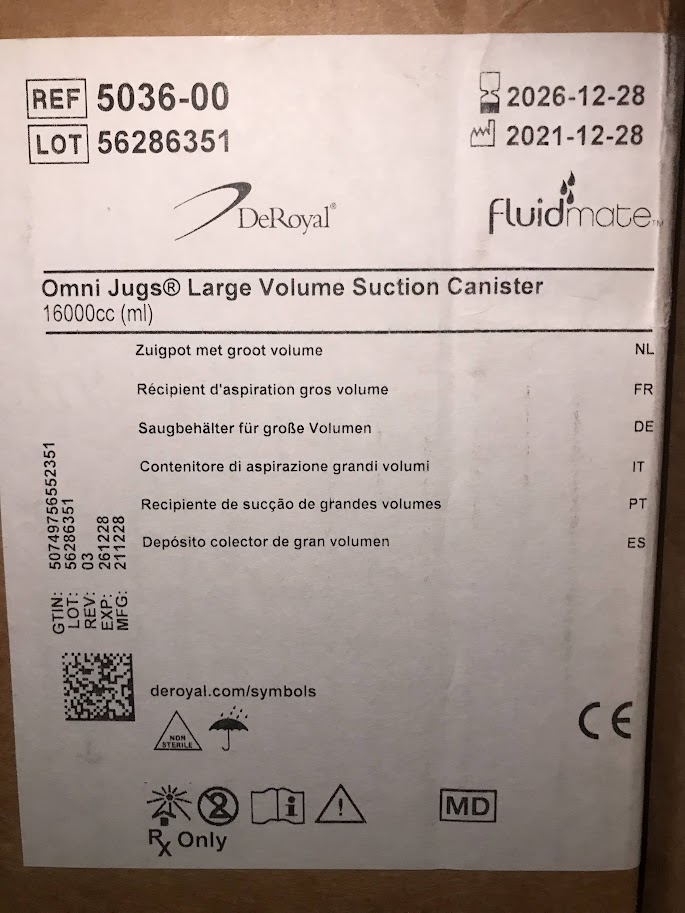 REF 5036-00
2026-12-28
LOT 56286351
2021-12-28
DeRoyal®
fluidmate™
Omni Jugs® Large Volume Suction Canister
16000cc (ml)
Zuigpot met groot volume NL
Récipient d'aspiration gros volume FR
Saugbehälter für große Volumen DE
Contenitore di aspirazione grandi volumi IT
Recipiente de sucção de grandes volumes PT
Depósito colector de gran volumen ES
GTIN: 50749756552351
LOT: 56286351
REV: 03
EXP: 261228
MFG: 211228
deroyal.com/symbols
NON
STERILE
CE
2
i
!
MD
Rx Only